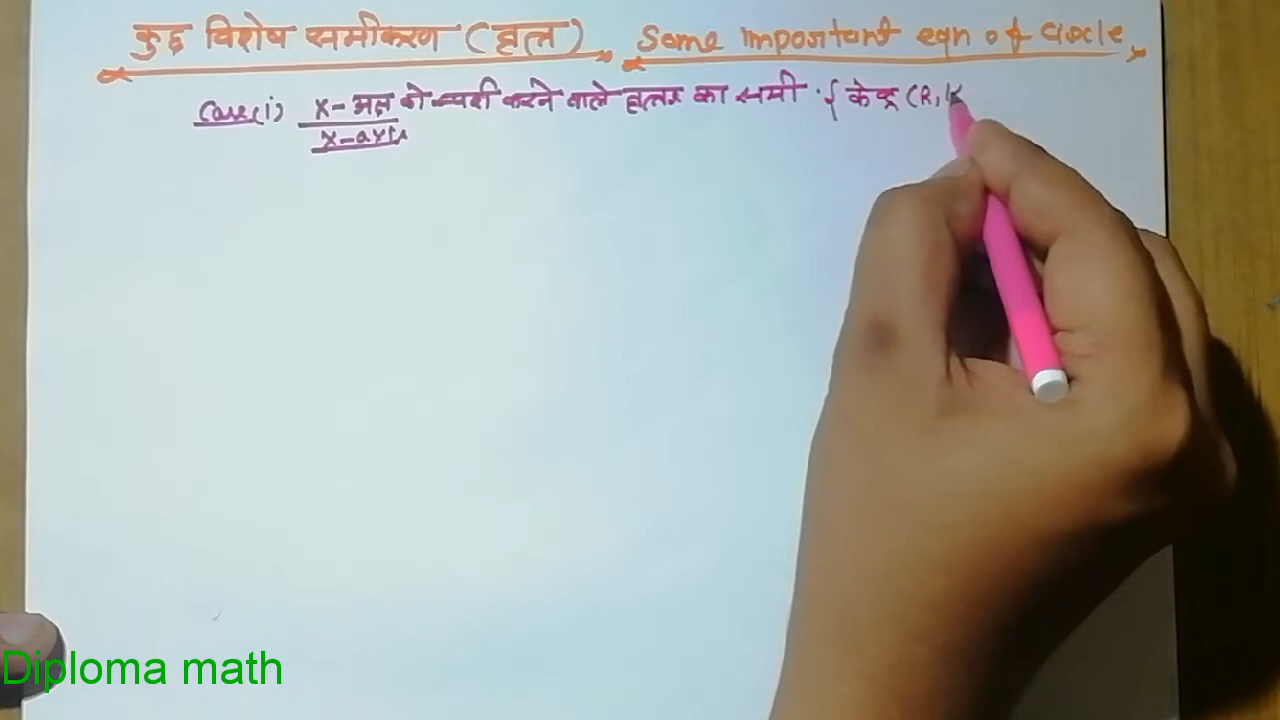 कुछ विशेष समीकरण (वृत्त) Some important eqn of circle
Case(i) x-अक्ष को स्पर्श करने वाले वृत्त का समी. { केन्द्र (h, k
x-axis
Diploma math